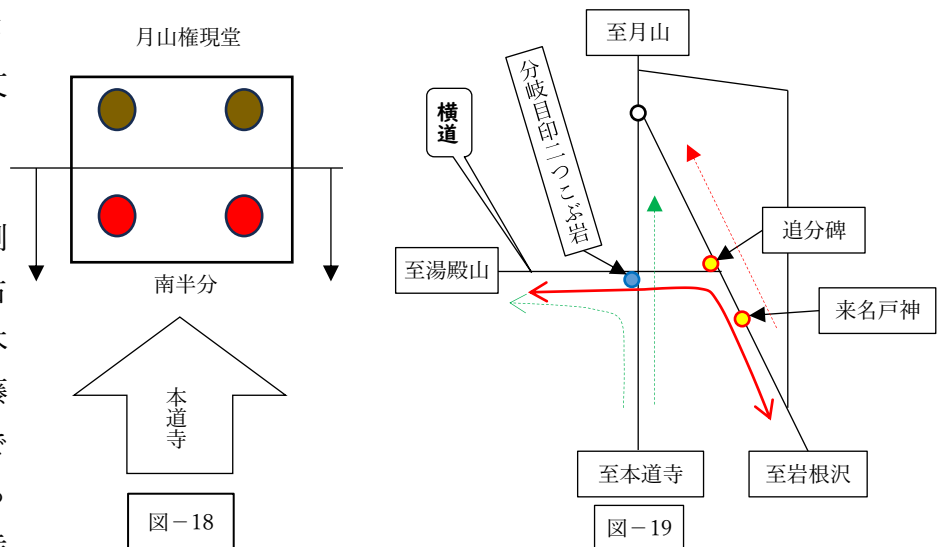 月山権現堂
南半分
本道寺
図－18
至月山
分岐目印二つこぶ岩
横道
追分碑
至湯殿山
来名戸神
至本道寺
至岩根沢
図－19